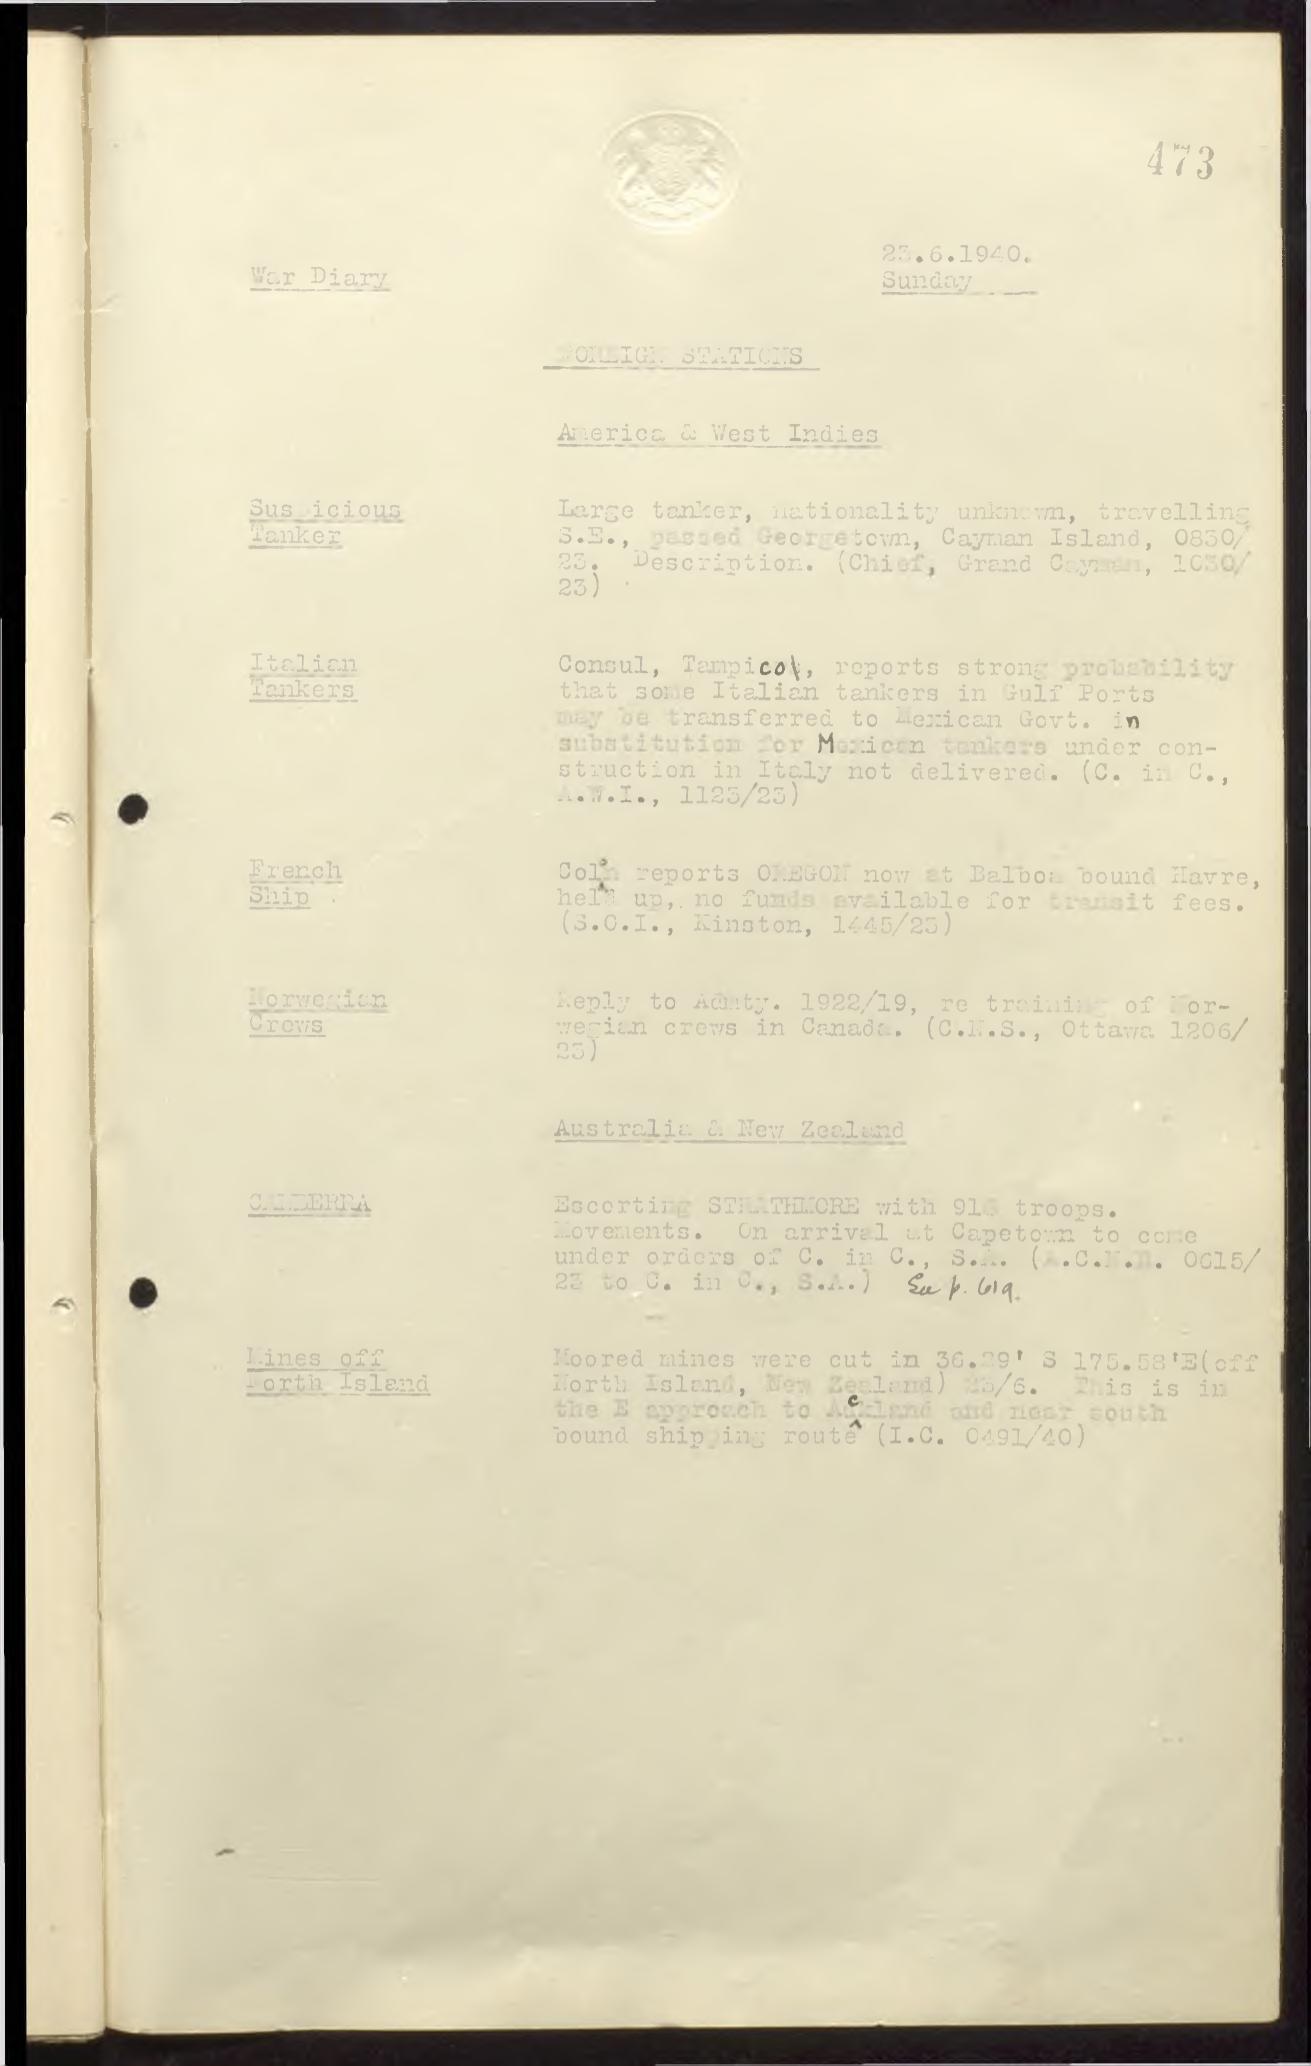 473
23.6.1940.
War Diary
Sunday
FOREIGN STATIONS
America & West Indies
Suspicious
Tanker
Large tanker, nationality unknown, travelling
S.E., passed Georgetown, Cayman Island, 0830/
23. Description. (Chief, Grand Cayman, 1030/
23)
Italian
Tankers
Consul, Tampico, reports strong probability
that some Italian tankers in Gulf Ports
may be transferred to Mexican Govt. in
substitution for Mexican tankers under con-
struction in Italy not delivered. (C. in C.,
A.W.I., 1123/23)
French
Ship
Colon reports OREGON now at Balboa bound Havre,
held up, no funds available for transit fees.
(S.O.I., Kinston, 1445/23)
Norwegian
Crews
Reply to Admty. 1922/19, re training of Nor-
wegian crews in Canada. (C.N.S., Ottawa 1206/
23)
Australia & New Zealand
CANBERRA
Escorting STRATHMORE with 916 troops.
Movements. On arrival at Capetown to come
under orders of C. in C., S.A. (A.C.N.B. 0615/
23 to C. in C., S.A.) See p. 619.
Mines off
North Island
Moored mines were cut in 36.29' S 175.58'E(off
North Island, New Zealand) 23/6. This is in
the E approach to Auckland and near south
bound shipping route (I.C. 0491/40)